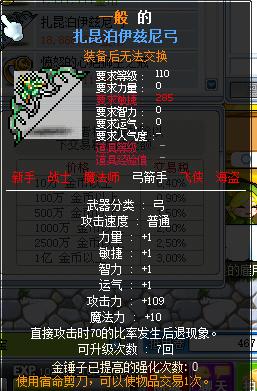 般 的
扎昆泊伊兹尼弓
装备后无法交换
要求等级: 110
要求力量: 0
要求敏捷: 285
要求智力: 0
要求运气: 0
要求人气度: -
道具等级 : -
道具经验值 : -
新手 战士 魔法师 弓箭手 飞侠 海盗
武器分类 : 弓
攻击速度 : 普通
力量 : +1
敏捷 : +1
智力 : +1
运气 : +1
攻击力 : +109
魔法力 : +10
直接攻击时70的比率发生后退现象。
可升级次数 : 7回
金锤子已提高的强化次数: 0
使用宿命剪刀，可以使物品交易1次。